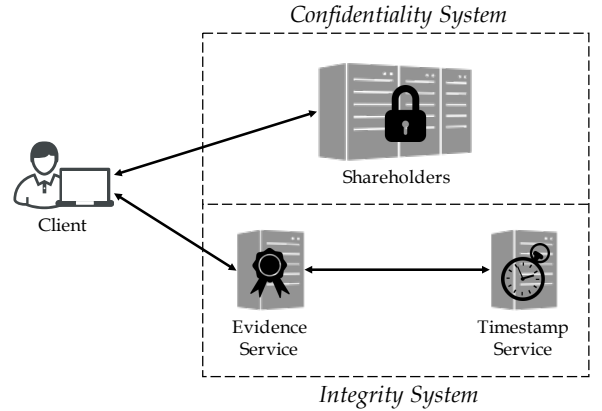 Confidentiality System
Shareholders
Client
Evidence
Service
Timestamp
Service
Integrity System